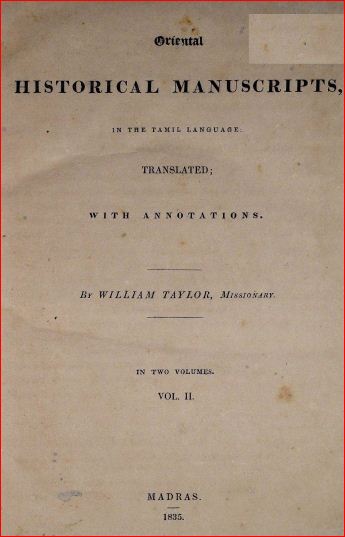 Oriental
HISTORICAL MANUSCRIPTS,
IN THE TAMIL LANGUAGE:
TRANSLATED;
WITH ANNOTATIONS.
By WILLIAM TAYLOR, Missionary.
IN TWO VOLUMES.
VOL. II.
MADRAS.
1835.